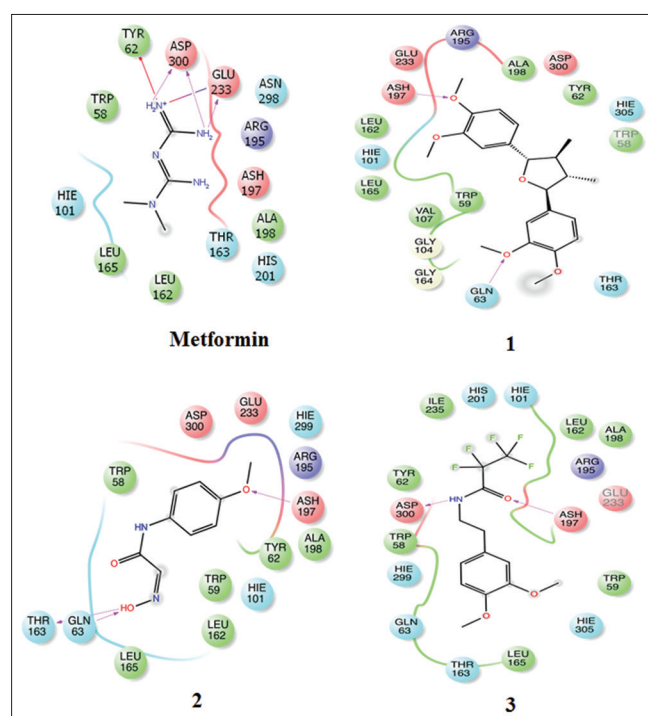 TYR
62
ASP
300
GLU
233
ASN
298
TRP
58
H₂N⁺
NH₂
ARG
195
N
NH₂
ASH
197
HIE
101
N
ALA
198
THR
163
LEU
165
HIS
201
LEU
162
Metformin
GLU
233
ARG
195
ALA
198
ASP
300
ASH
197
O
TYR
62
HIE
305
LEU
162
O
TRP
58
HIE
101
LEU
165
O
TRP
59
VAL
107
GLY
104
GLY
164
O
GLN
63
O
THR
163
1
ASP
300
GLU
233
HIE
299
ARG
195
TRP
58
O
ASH
197
NH
TYR
62
ALA
198
O
TRP
59
HIE
101
HO
N
THR
163
GLN
63
LEU
162
LEU
165
2
ILE
235
HIS
201
HIE
101
LEU
162
ALA
198
F
F
F
F
F
ARG
195
TYR
62
GLU
233
HN
O
ASP
300
ASH
197
TRP
58
HIE
299
TRP
59
O
O
HIE
305
GLN
63
THR
163
LEU
165
3